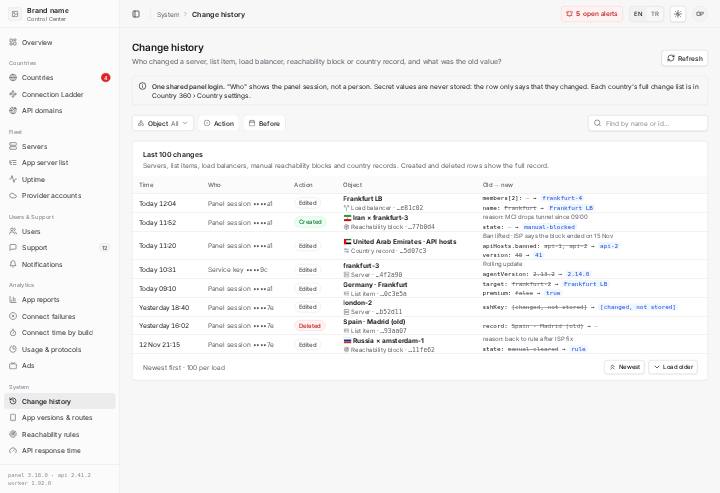 Brand name
Control Center
System > Change history
5 open alerts
EN TR
OP
Overview
Countries
Countries 4
Connection Ladder
API domains
Fleet
Servers
App server list
Uptime
Provider accounts
Users & Support
Users
Support 12
Notifications
Analytics
App reports
Connect failures
Connect time by build
Usage & protocols
Ads
System
Change history
App versions & routes
Reachability rules
API response time
panel 3.18.0 · api 2.41.2
worker 1.92.0
Change history
Who changed a server, list item, load balancer, reachability block or country record, and what was the old value?
Refresh
One shared panel login. "Who" shows the panel session, not a person. Secret values are never stored: the row only says that they changed. Each country's full change list is in
Country 360 › Country settings.
Object All
Action
Before
Find by name or id…
Last 100 changes
Servers, list items, load balancers, manual reachability blocks and country records. Created and deleted rows show the full record.
Time Who Action Object Old → new
Today 12:04 Panel session ••••a1 Edited Frankfurt LB
Load balancer · …e81c02
members[2]: – → frankfurt-4
name: frankfurt → Frankfurt LB
Today 11:52 Panel session ••••a1 Created Iran × frankfurt-3
Reachability block · …77b0d4
reason: MCI drops tunnel since 09:00
state: – → manual-blocked
Today 11:20 Panel session ••••a1 Edited United Arab Emirates · API hosts
Country · …5d07c3
Ban lifted: ISP says the block ended on 15 Nov
apiHosts.banned: api-1, api-2 → api-2
version: 40 → 41
Today 10:31 Service key ••••9c Edited frankfurt-3
Server · …4f2a90
Rolling update
agentVersion: 2.13.2 → 2.14.0
Today 09:10 Panel session ••••a1 Edited Germany · Frankfurt
List item · …0c3e5a
target: frankfurt-2 → Frankfurt LB
premium: false → true
Yesterday 18:40 Panel session ••••7e Edited london-2
Server · …b52d11
sshKey: [changed, not stored] → [changed, not stored]
Yesterday 16:02 Panel session ••••7e Deleted Spain · Madrid (old)
List item · …93aa07
record: Spain · Madrid (old) → –
12 Nov 21:15 Panel session ••••7e Edited Russia × amsterdam-1
Reachability block · …11fe62
reason: back to rule after ISP fix
state: manual-cleared → rule
Newest first · 100 per load
Newest
Load older